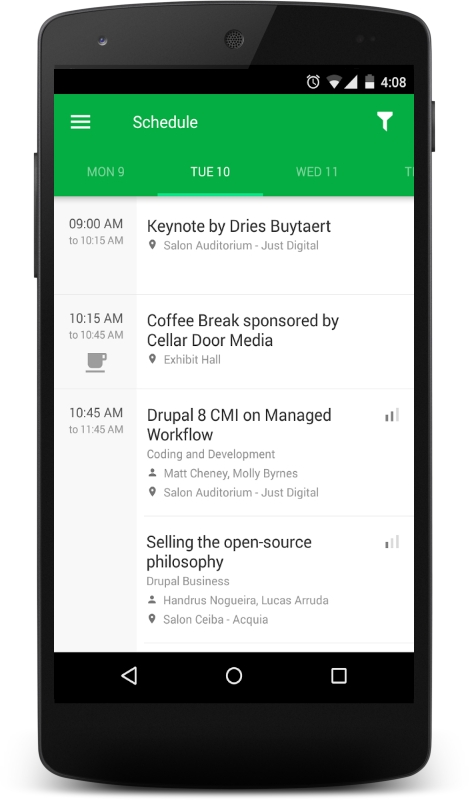 4:08
Schedule
MON 9 TUE 10 WED 11
09:00 AM
to 10:15 AM
Keynote by Dries Buytaert
Salon Auditorium - Just Digital
10:15 AM
to 10:45 AM
Coffee Break sponsored by
Cellar Door Media
Exhibit Hall
10:45 AM
to 11:45 AM
Drupal 8 CMI on Managed
Workflow
Coding and Development
Matt Cheney, Molly Byrnes
Salon Auditorium - Just Digital
Selling the open-source
philosophy
Drupal Business
Handrus Nogueira, Lucas Arruda
Salon Ceiba - Acquia